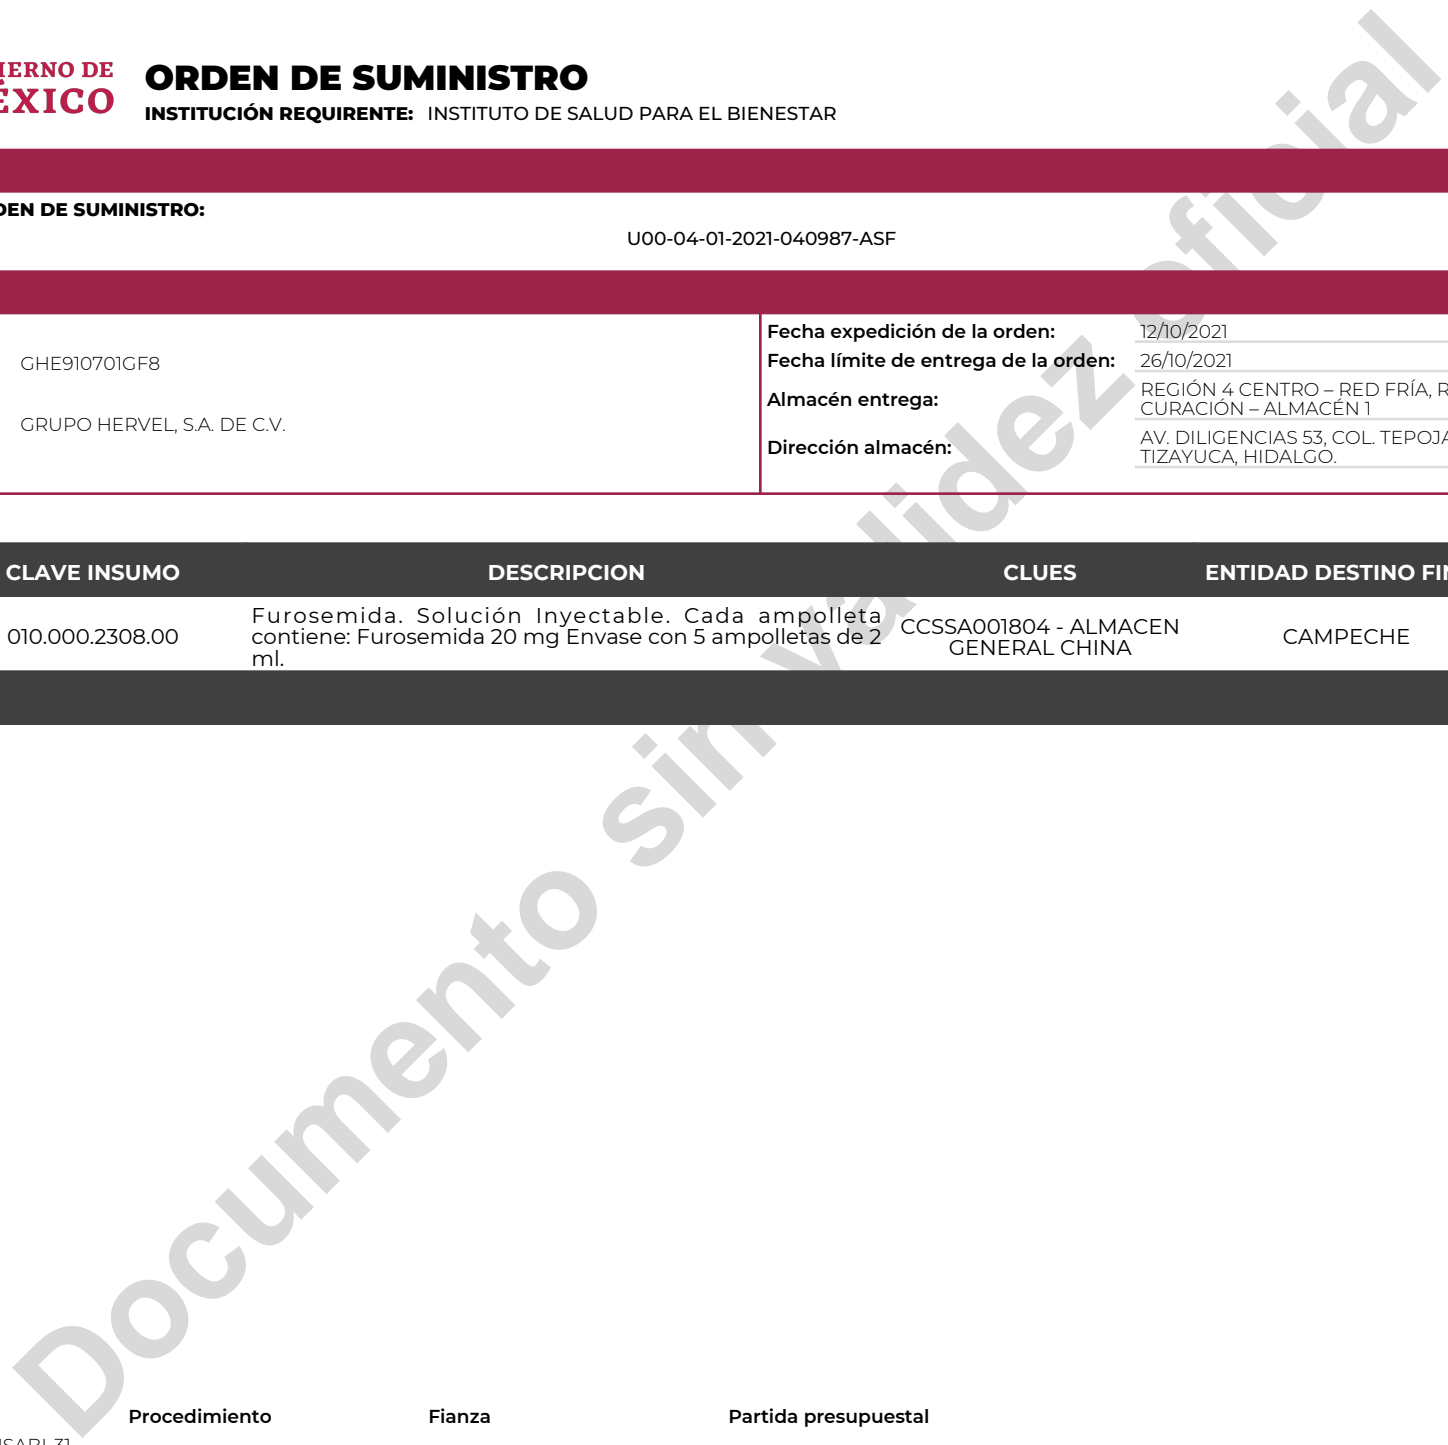 ORDEN DE SUMINISTRO
INSTITUCIÓN REQUIRENTE: INSTITUTO DE SALUD PARA EL BIENESTAR
DE SUMINISTRO:
U00-04-01-2021-040987-ASF
GHE910701GF8
GRUPO HERVEL, S.A. DE C.V.
Fecha expedición de la orden: 12/10/2021
Fecha límite de entrega de la orden: 26/10/2021
Almacén entrega: REGIÓN 4 CENTRO – RED FRÍA, R
CURACIÓN – ALMACÉN 1
Dirección almacén: AV. DILIGENCIAS 53, COL. TEPOJA
TIZAYUCA, HIDALGO.
CLAVE INSUMO DESCRIPCION CLUES ENTIDAD DESTINO FIN
010.000.2308.00
Furosemida. Solución Inyectable. Cada ampolleta
contiene: Furosemida 20 mg Envase con 5 ampolletas de 2
ml.
CCSSA001804 - ALMACEN
GENERAL CHINA
CAMPECHE
IERNO DE
ÉXICO
Documento sin validez oficial
Procedimiento Fianza Partida presupuestal